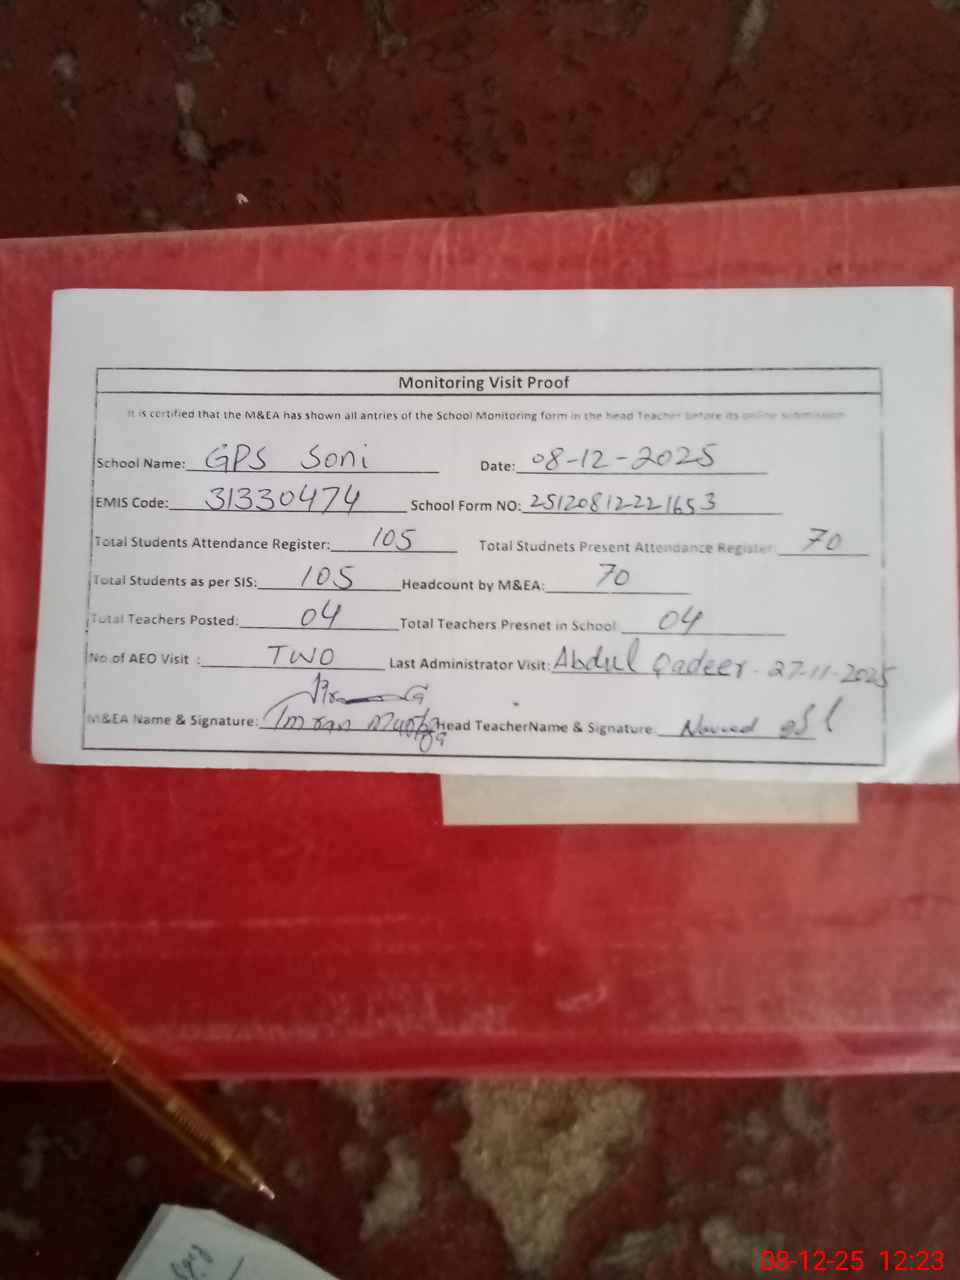 Monitoring Visit Proof
It is certified that the M&EA has shown all antries of the School Monitoring form in the head Teacher before its online submission
School Name: GPS Soni Date: 08-12-2025
EMIS Code: 31330474 School Form NO: 25120812221653
Total Students Attendance Register: 105 Total Studnets Present Attendance Register: 70
Total Students as per SIS: 105 Headcount by M&EA: 70
Total Teachers Posted: 04 Total Teachers Presnet in School 04
No of AEO Visit : TWO Last Administrator Visit: Abdul Qadeer. 27-11-2025
M&EA Name & Signature: Imran Head TeacherName & Signature:
08-12-25 12:23